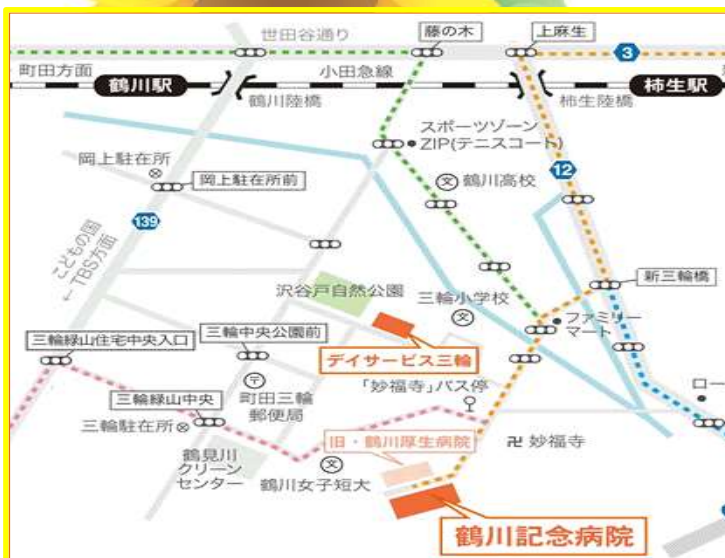 世田谷通り
藤の木
上麻生
3
町田方面
鶴川駅
小田急線
柿生駅
鶴川陸橋
柿生陸橋
スポーツゾーン
ZIP(テニスコート)
岡上駐在所
岡上駐在所前
文
鶴川高校
12
139
こどもの国
←TBS方面
沢谷戸自然公園
三輪小学校
文
新三輪橋
ファミリー
マート
デイサービス三輪
三輪緑山住宅中央入口
三輪中央公園前
〒
町田三輪
郵便局
「妙福寺」バス停
ロー
三輪緑山中央
三輪駐在所
旧・鶴川厚生病院
卍 妙福寺
鶴見川
クリーン
センター
文
鶴川女子短大
鶴川記念病院